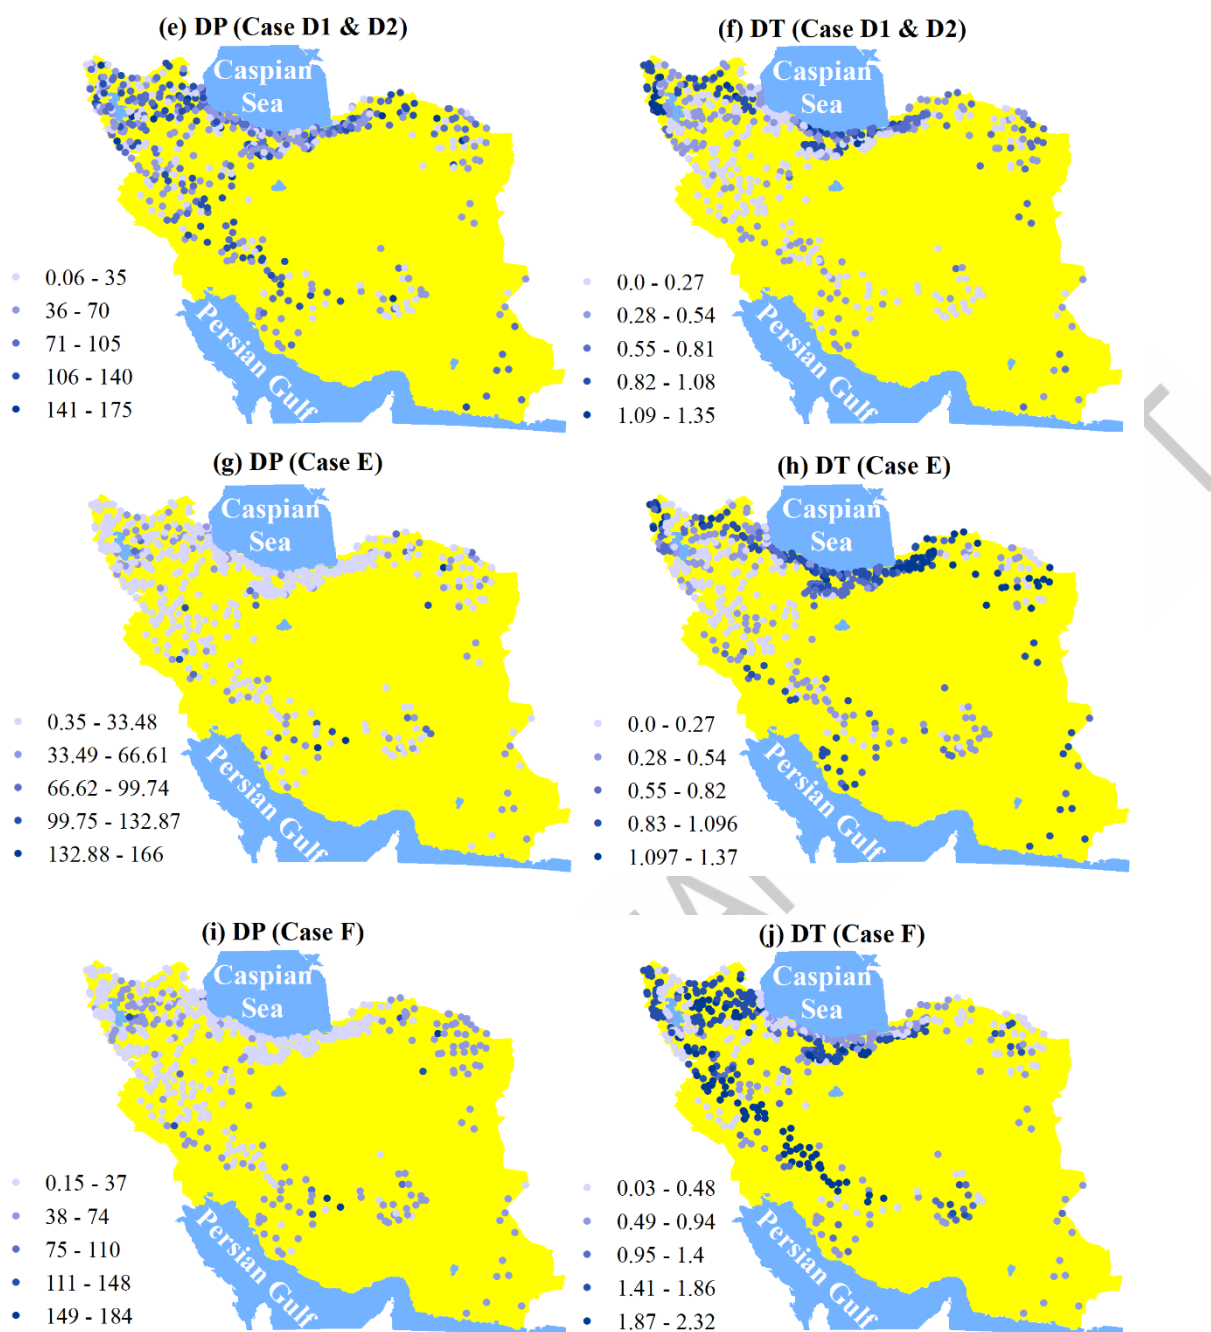 (e) DP (Case D1 & D2)
Caspian
Sea
Persian Gulf
0.06 - 35
36 - 70
71 - 105
106 - 140
141 - 175
(f) DT (Case D1 & D2)
Caspian
Sea
Persian Gulf
0.0 - 0.27
0.28 - 0.54
0.55 - 0.81
0.82 - 1.08
1.09 - 1.35
(g) DP (Case E)
Caspian
Sea
Persian Gulf
0.35 - 33.48
33.49 - 66.61
66.62 - 99.74
99.75 - 132.87
132.88 - 166
(h) DT (Case E)
Caspian
Sea
Persian Gulf
0.0 - 0.27
0.28 - 0.54
0.55 - 0.82
0.83 - 1.096
1.097 - 1.37
(i) DP (Case F)
Caspian
Sea
Persian Gulf
0.15 - 37
38 - 74
75 - 110
111 - 148
149 - 184
(j) DT (Case F)
Caspian
Sea
Persian Gulf
0.03 - 0.48
0.49 - 0.94
0.95 - 1.4
1.41 - 1.86
1.87 - 2.32